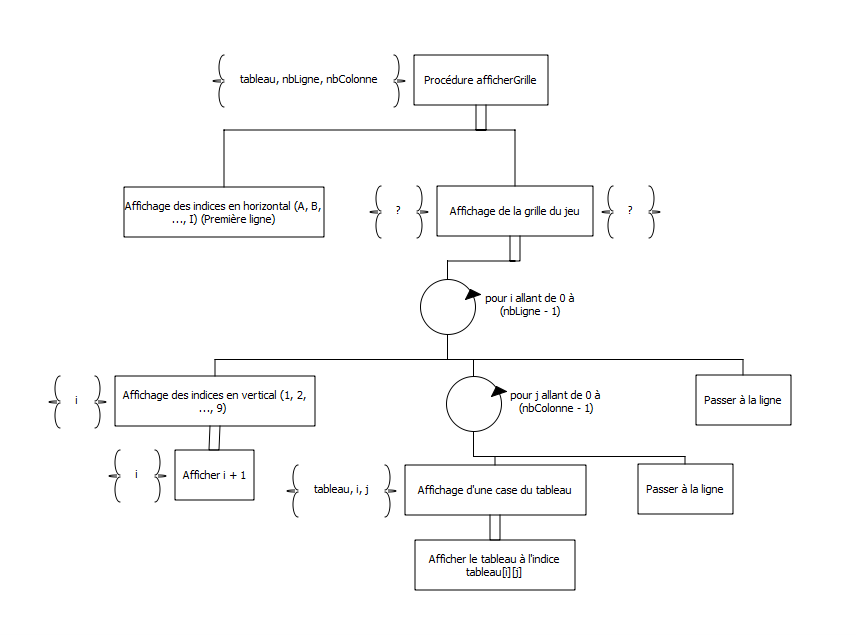 tableau, nbLigne, nbColonne
Procédure afficherGrille
Affichage des indices en horizontal (A, B,
..., I) (Première ligne)
?
Affichage de la grille du jeu
?
pour i allant de 0 à
(nbLigne - 1)
i
Affichage des indices en vertical (1, 2,
..., 9)
pour j allant de 0 à
(nbColonne - 1)
Passer à la ligne
i
Afficher i + 1
tableau, i, j
Affichage d'une case du tableau
Passer à la ligne
Afficher le tableau à l'indice
tableau[i][j]